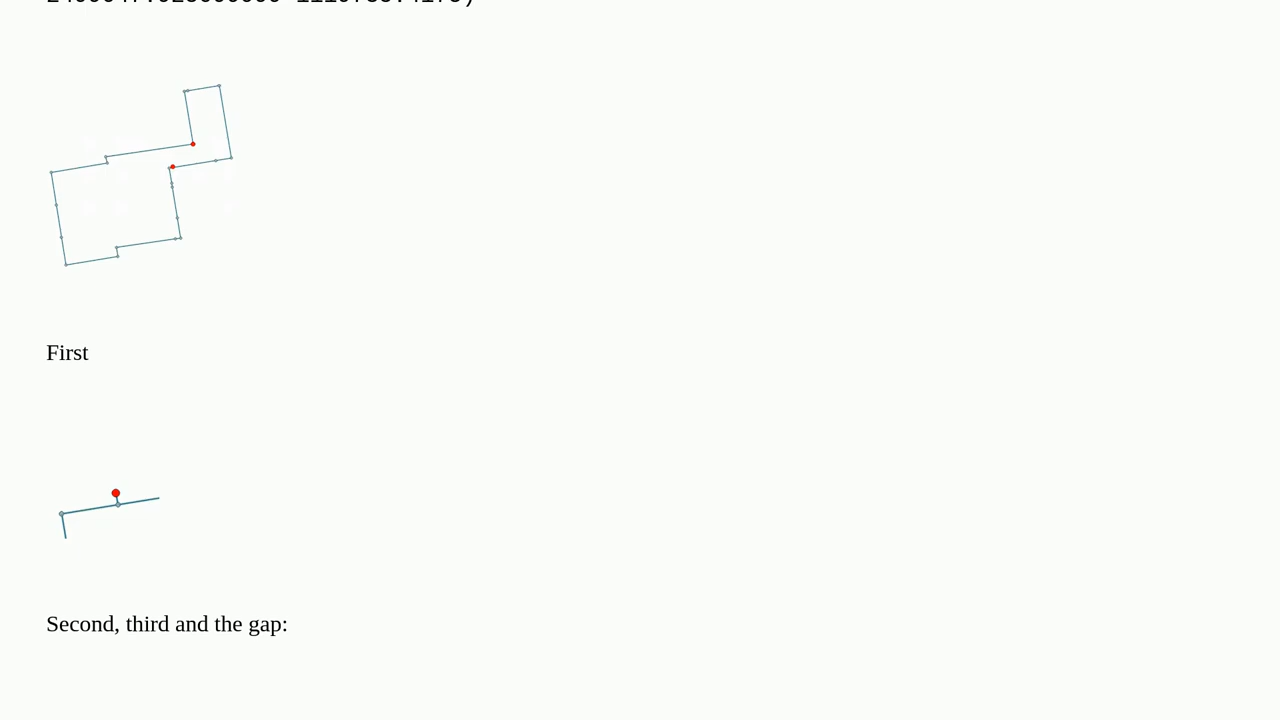 First
Second, third and the gap: